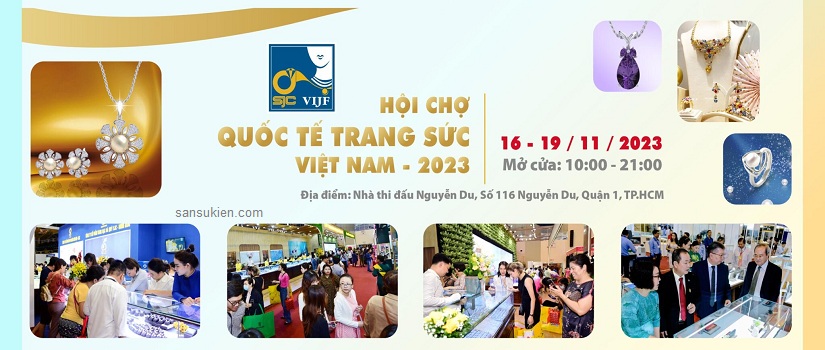 SJC VIJF
HỘI CHỢ
QUỐC TẾ TRANG SỨC
VIỆT NAM - 2023
16 - 19 / 11 / 2023
Mở cửa: 10:00 - 21:00
Địa điểm: Nhà thi đấu Nguyễn Du, Số 116 Nguyễn Du, Quận 1, TP.HCM
sansukien.com